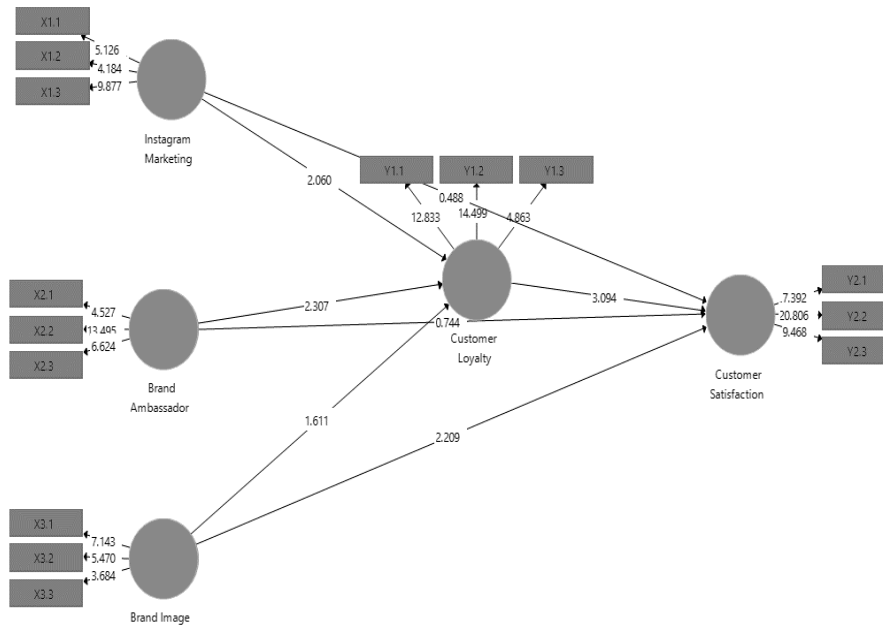 X1.1
5.126
X1.2
4.184
X1.3
9.877
Instagram
Marketing
Y1.1
Y1.2
Y1.3
2.060
0.488
12.833
14.499
4.863
X2.1
4.527
X2.2
13.495
X2.3
6.624
Brand
Ambassador
2.307
0.744
Customer
Loyalty
3.094
7.392
Y2.1
20.806
Y2.2
9.468
Y2.3
Customer
Satisfaction
1.611
2.209
X3.1
7.143
X3.2
5.470
X3.3
3.684
Brand Image